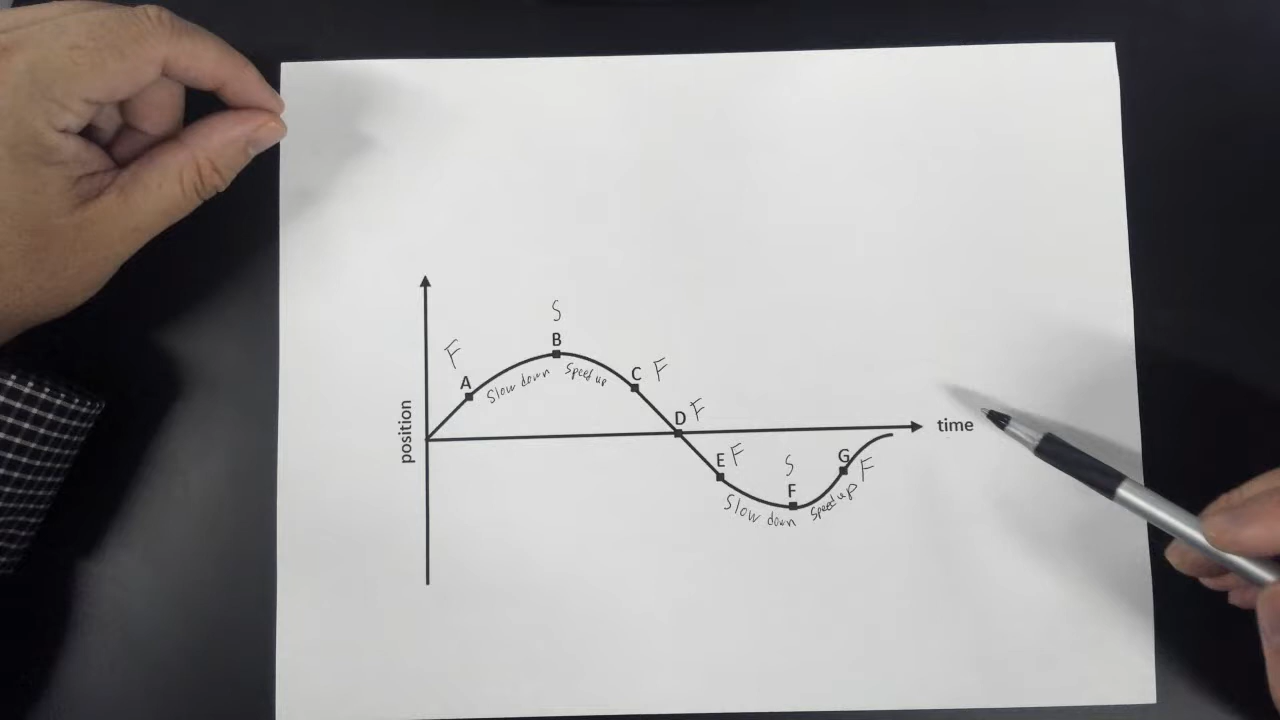 S
B
F
A
Slow down
Speed up
C
F
D
F
position
time
E
F
S
F
G
F
Slow down
Speed up